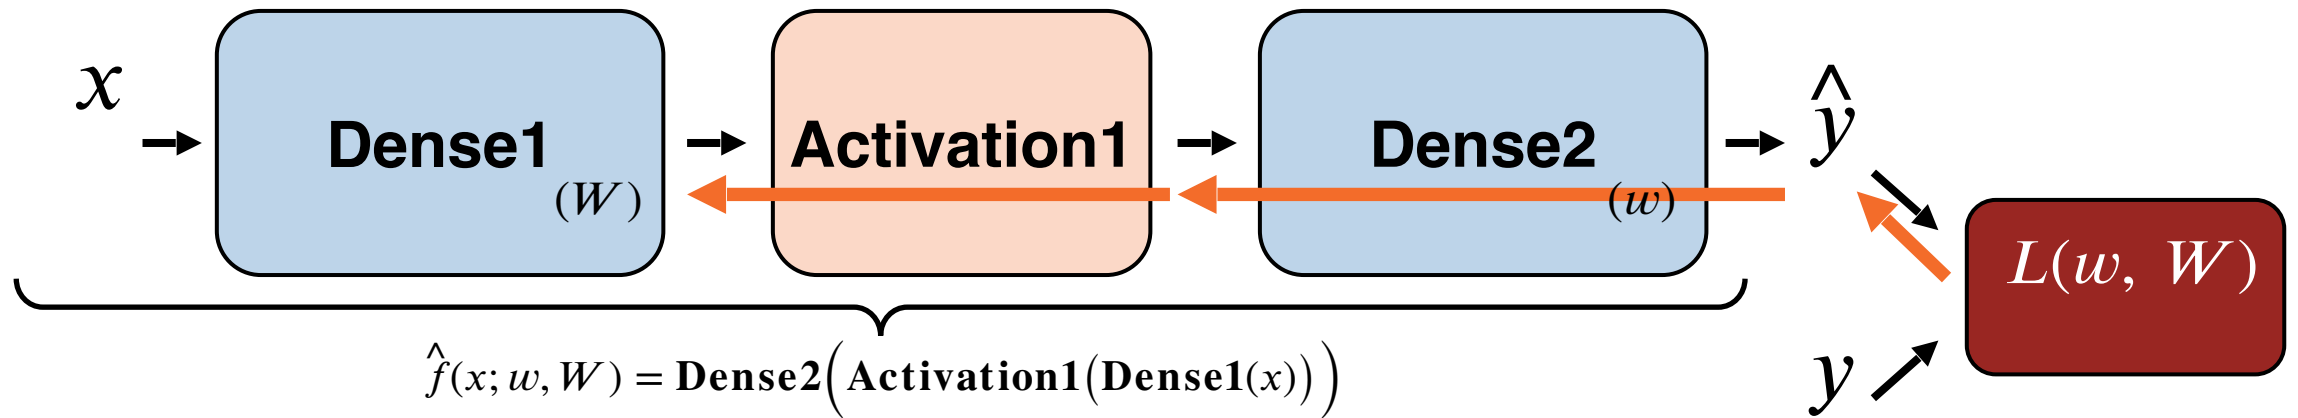 x Dense1 (W) Activation1 Dense2 (w) ŷ
L(w, W)
y
f̂(x; w, W) = Dense2(Activation1(Dense1(x)))